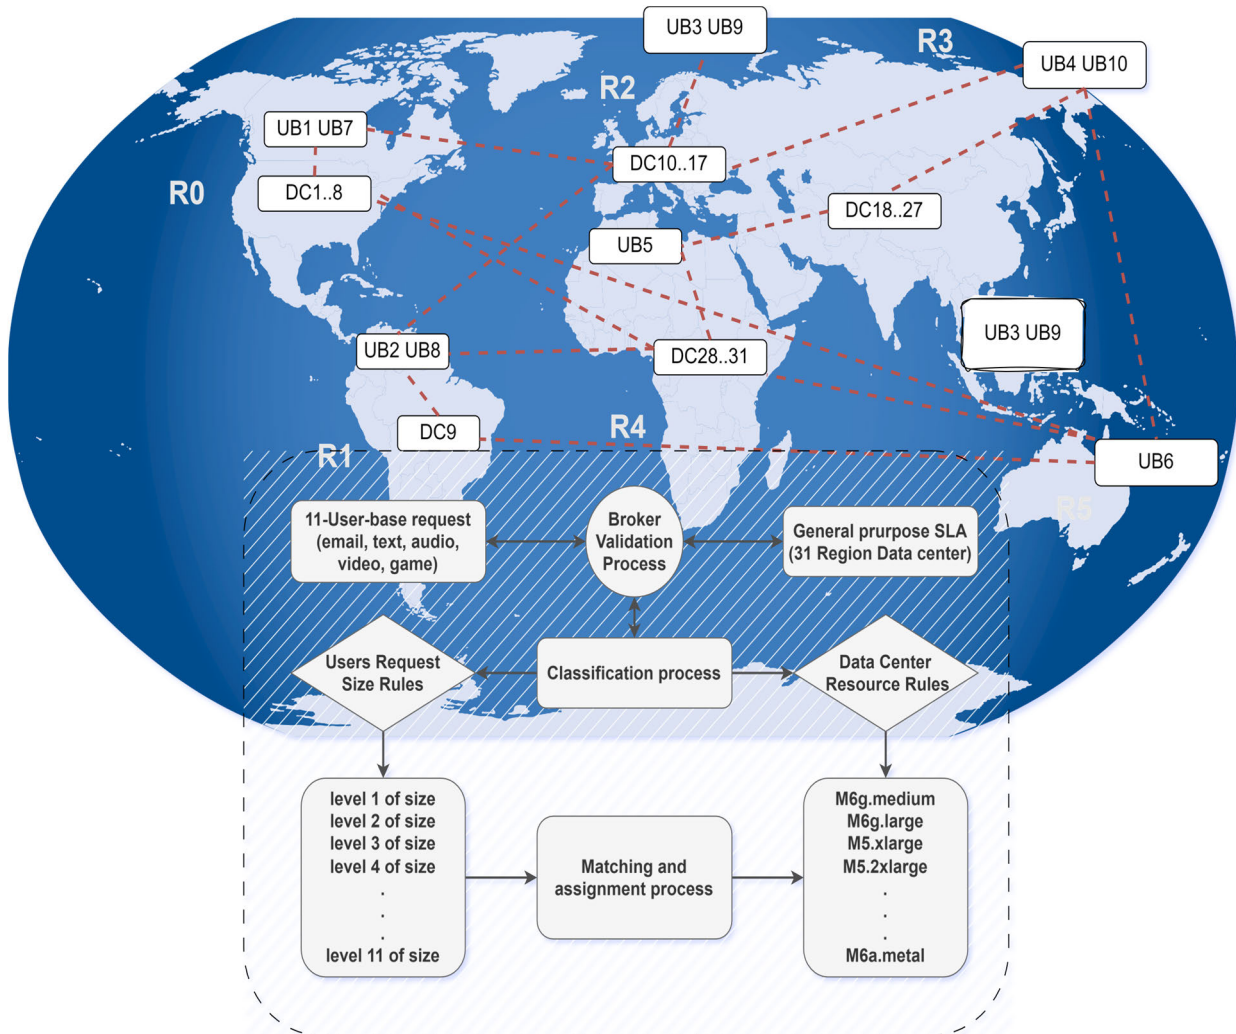 UB3 UB9
R3
UB4 UB10
R2
UB1 UB7
DC10..17
R0
DC1..8
DC18..27
UB5
UB3 UB9
UB2 UB8
DC28..31
DC9
R4
R1
UB6
R5
11-User-base request
(email, text, audio,
video, game)
Broker
Validation
Process
General prurpose SLA
(31 Region Data center)
Users Request
Size Rules
Classification process
Data Center
Resource Rules
level 1 of size
level 2 of size
level 3 of size
level 4 of size
.
.
.
level 11 of size
Matching and
assignment process
M6g.medium
M6g.large
M5.xlarge
M5.2xlarge
.
.
.
M6a.metal